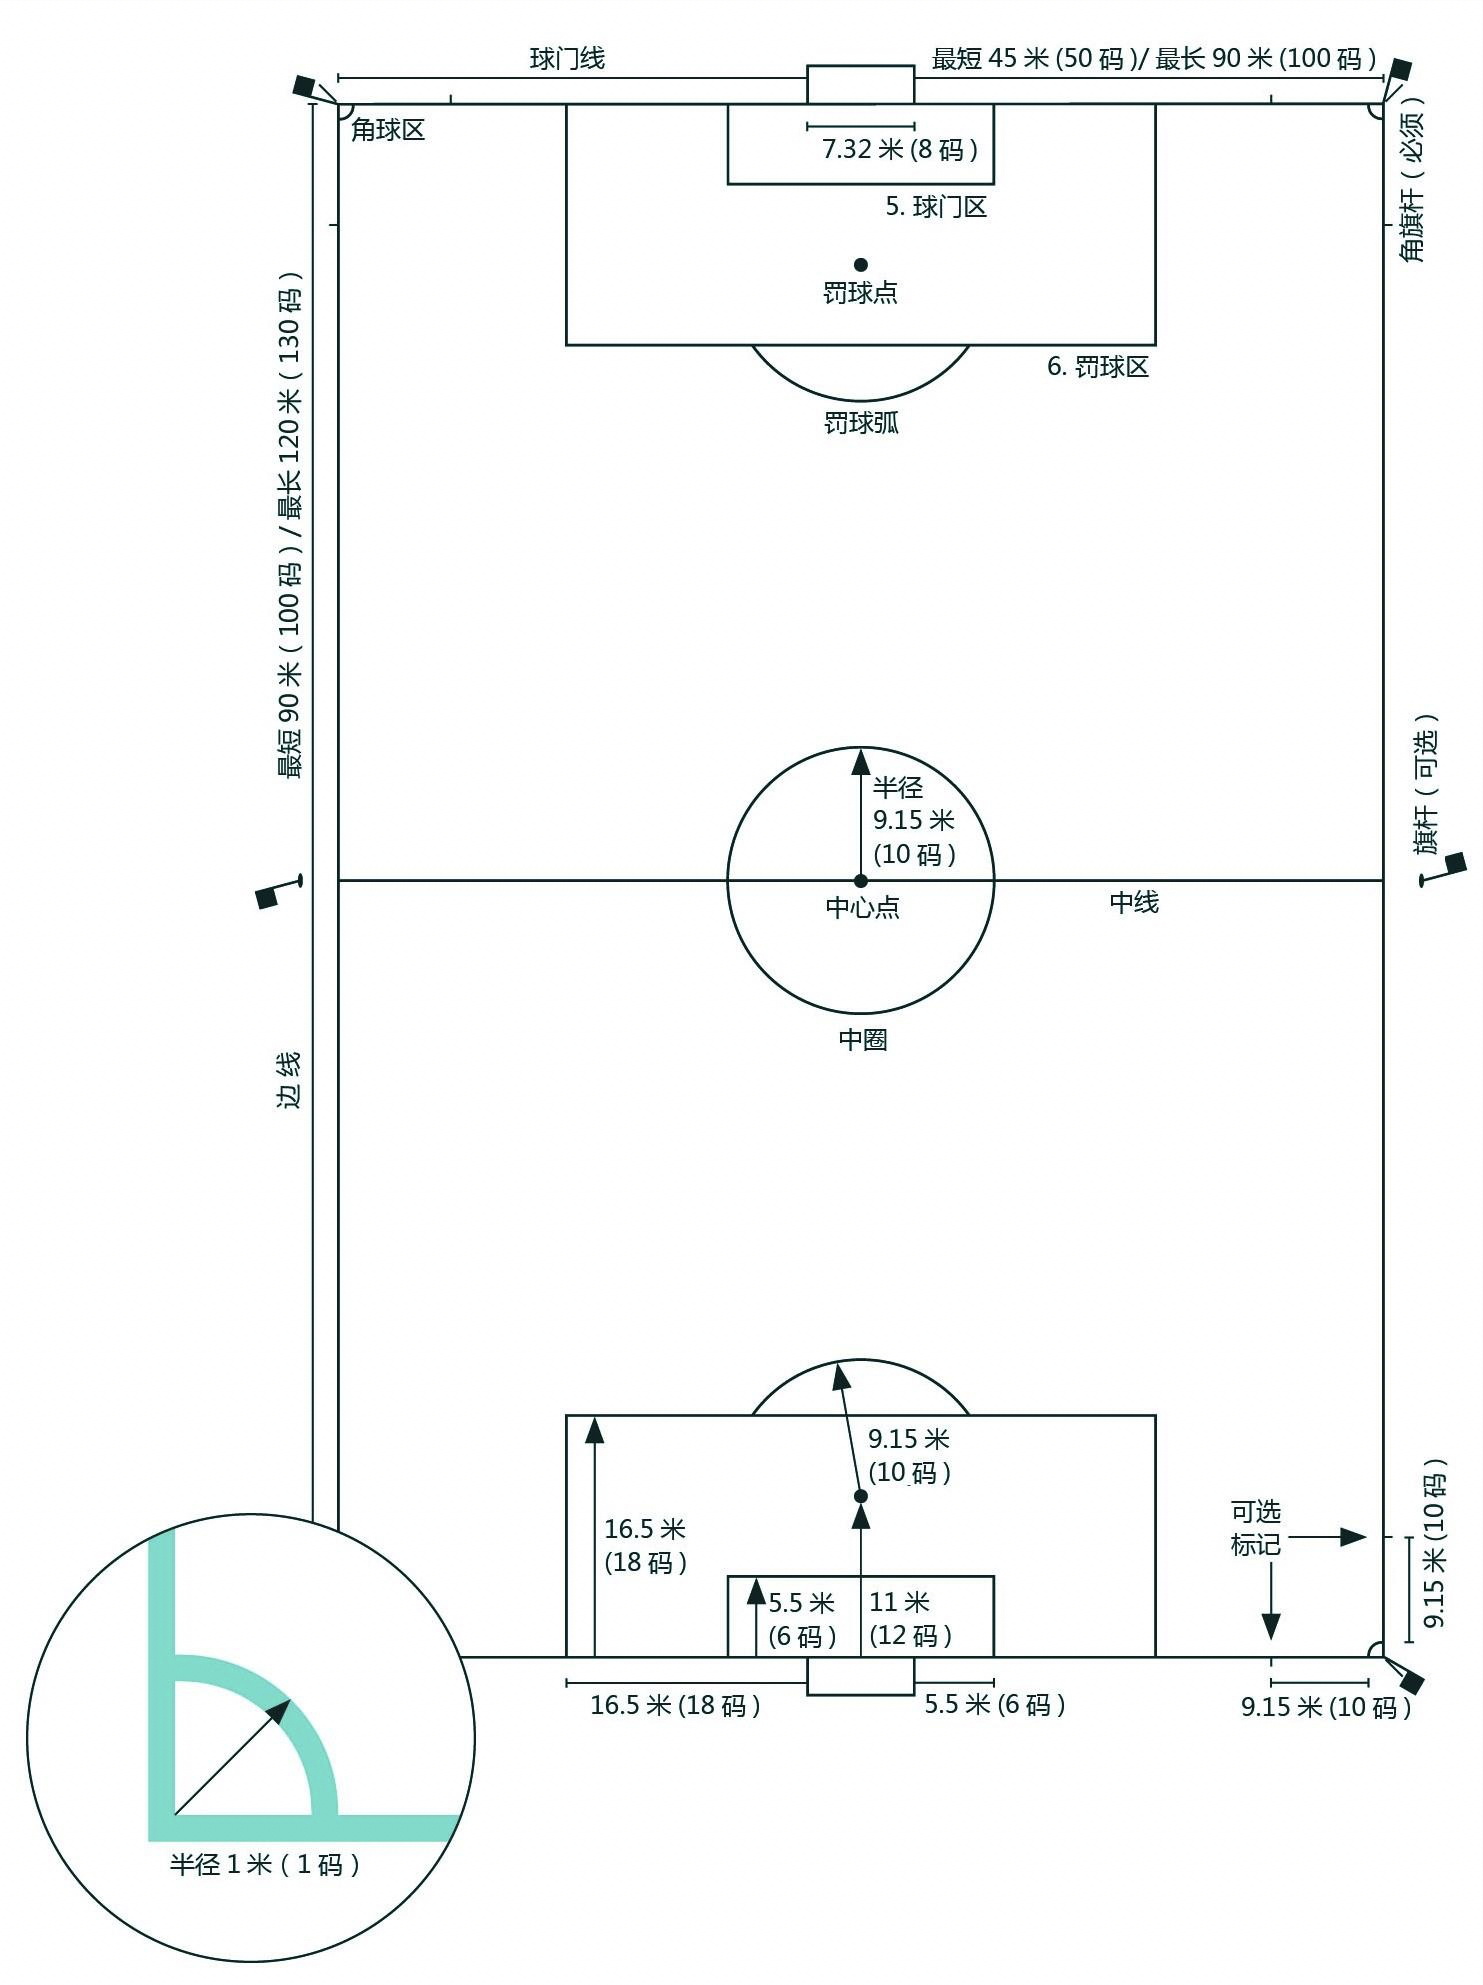 球门线
最短 45 米 (50 码 )/ 最长 90 米 (100 码 )
角球区
7.32 米 (8 码 )
角旗杆（ 必须 ）
5. 球门区
罚球点
6. 罚球区
罚球弧
最短 90 米（ 100 码 ）/ 最长 120 米（ 130 码 ）
半径
9.15 米
(10 码 )
旗杆（ 可选 ）
中心点
中线
中圈
边 线
9.15 米
(10 码 )
16.5 米
(18 码 )
可选
标记
9.15 米 (10 码 )
5.5 米
(6 码 )
11 米
(12 码 )
16.5 米 (18 码 )
5.5 米 (6 码 )
9.15 米 (10 码 )
半径 1 米（ 1 码 ）